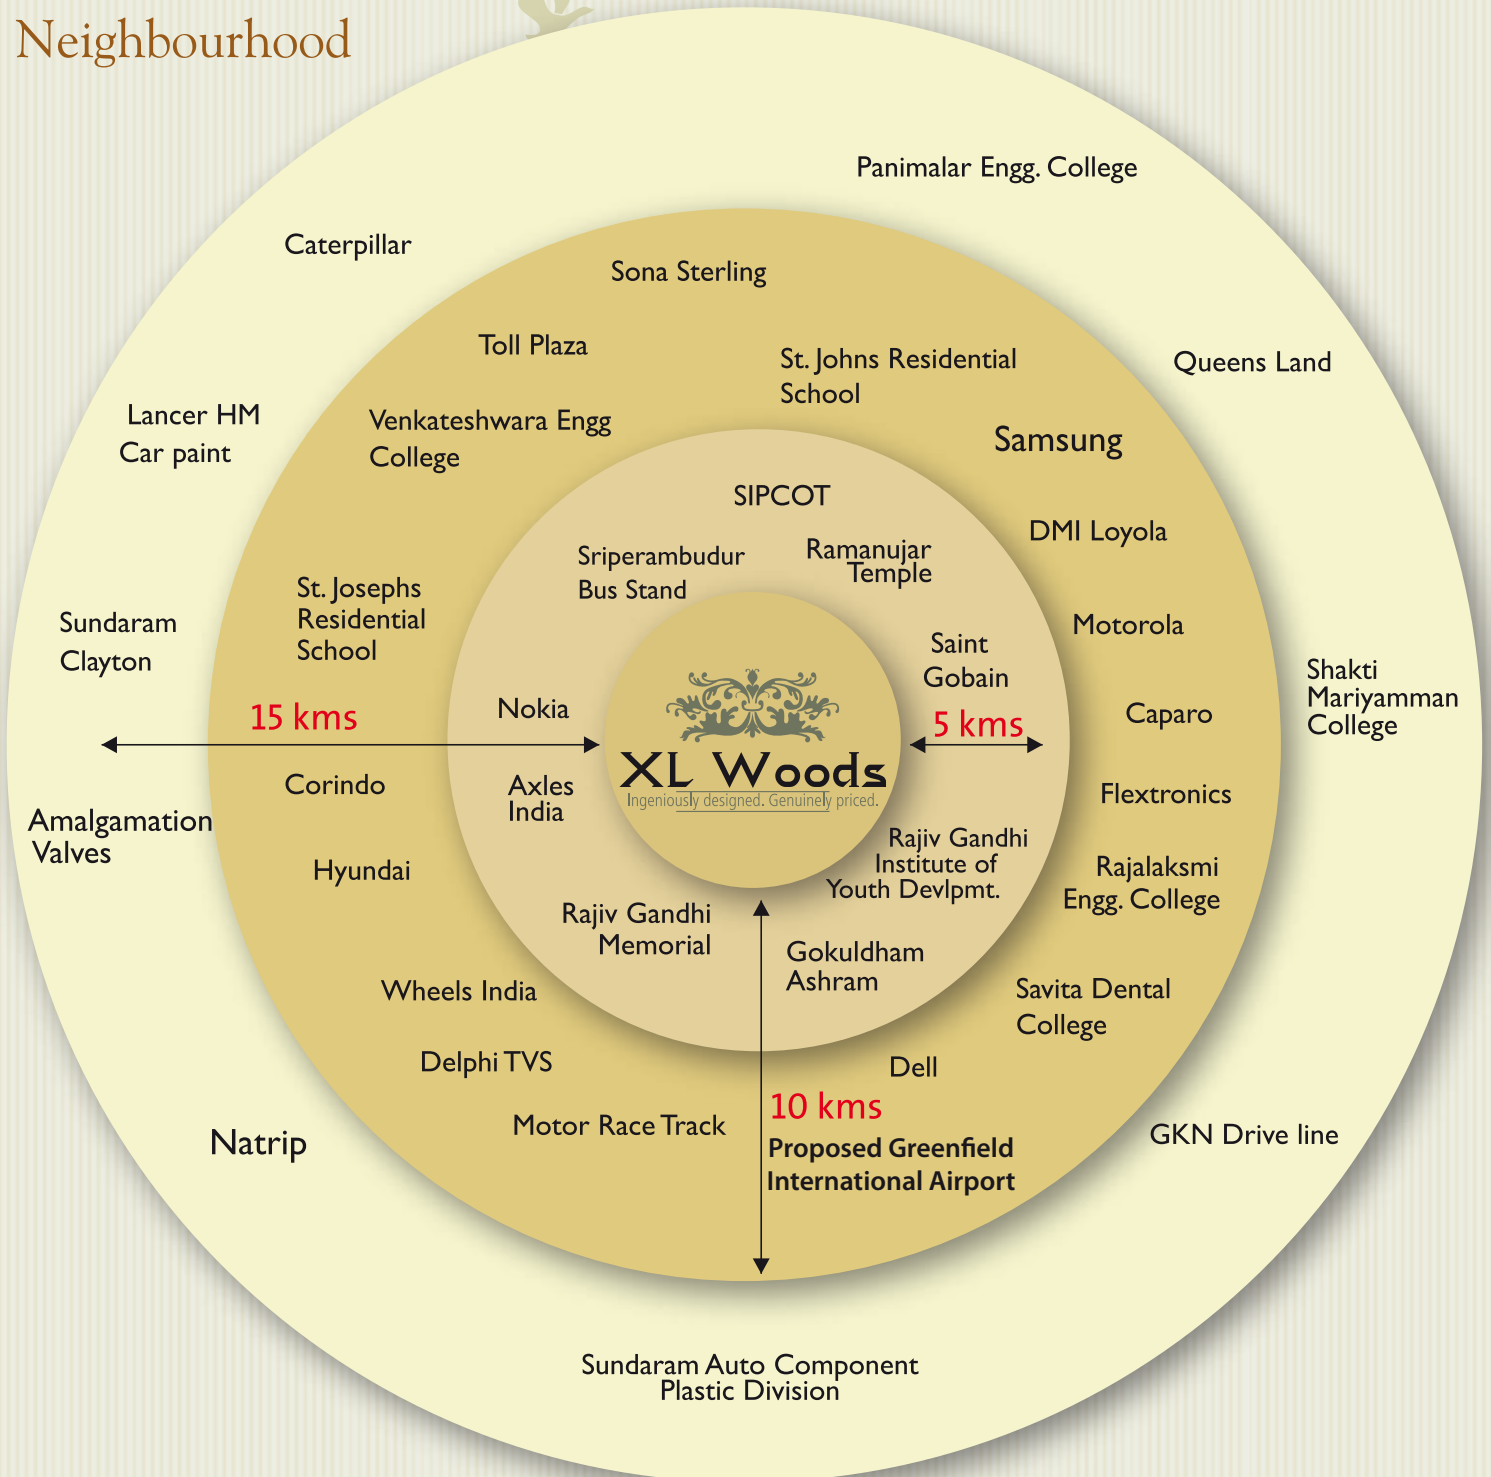 Neighbourhood
Panimalar Engg. College
Caterpillar
Sona Sterling
Toll Plaza
St. Johns Residential
School
Queens Land
Lancer HM
Car paint
Venkateshwara Engg
College
Samsung
SIPCOT
DMI Loyola
Sriperambudur
Bus Stand
Ramanujar
Temple
St. Josephs
Residential
School
Sundaram
Clayton
Motorola
Saint
Gobain
Shakti
Mariyamman
College
Nokia
15 kms
5 kms
Caparo
XL Woods
Ingeniously designed. Genuinely priced.
Corindo
Axles
India
Flextronics
Amalgamation
Valves
Hyundai
Rajiv Gandhi
Institute of
Youth Devlpmt.
Rajalaksmi
Engg. College
Rajiv Gandhi
Memorial
Gokuldham
Ashram
Wheels India
Savita Dental
College
Delphi TVS
Dell
10 kms
Motor Race Track
Proposed Greenfield
International Airport
Natrip
GKN Drive line
Sundaram Auto Component
Plastic Division